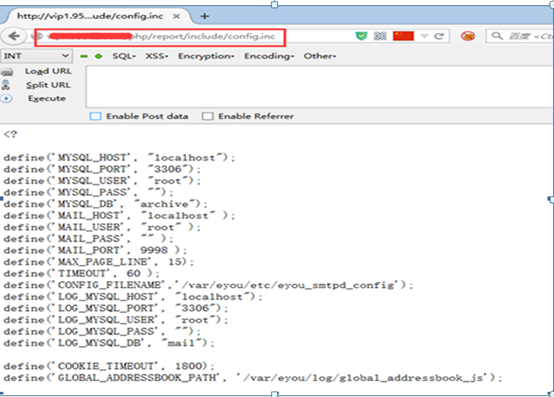 http://vip1.95...ude/config.inc
php/report/include/config.inc
百度 <Ct
INT
SQL- XSS- Encryption- Encoding- Other-
Load URL
Split URL
Execute
Enable Post data Enable Referrer
<?
define('MYSQL_HOST', "localhost");
define('MYSQL_PORT', "3306");
define('MYSQL_USER', "root");
define('MYSQL_PASS', "");
define('MYSQL_DB', "archive");
define('MAIL_HOST', "localhost" );
define('MAIL_USER', "root" );
define('MAIL_PASS', "" );
define('MAIL_PORT', 9998 );
define('MAX_PAGE_LINE', 15);
define('TIMEOUT', 60 );
define('CONFIG_FILENAME','/var/eyou/etc/eyou_smtpd_config');
define('LOG_MYSQL_HOST', "localhost");
define('LOG_MYSQL_PORT', "3306");
define('LOG_MYSQL_USER', "root");
define('LOG_MYSQL_PASS', "");
define('LOG_MYSQL_DB', "mail");
define('COOKIE_TIMEOUT', 1800);
define('GLOBAL_ADDRESSBOOK_PATH', '/var/eyou/log/global_addressbook_js');